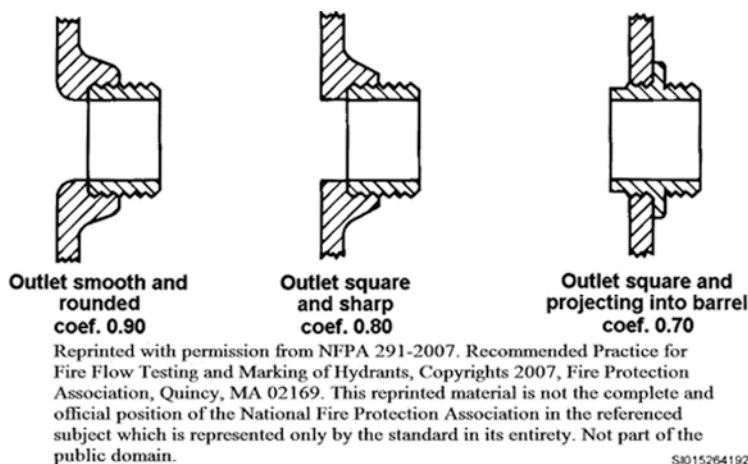 Outlet smooth and
rounded
coef. 0.90
Outlet square
and sharp
coef. 0.80
Outlet square and
projecting into barrel
coef. 0.70
Reprinted with permission from NFPA 291-2007. Recommended Practice for
Fire Flow Testing and Marking of Hydrants, Copyrights 2007, Fire Protection
Association, Quincy, MA 02169. This reprinted material is not the complete and
official position of the National Fire Protection Association in the referenced
subject which is represented only by the standard in its entirety. Not part of the
public domain.
SI015264192